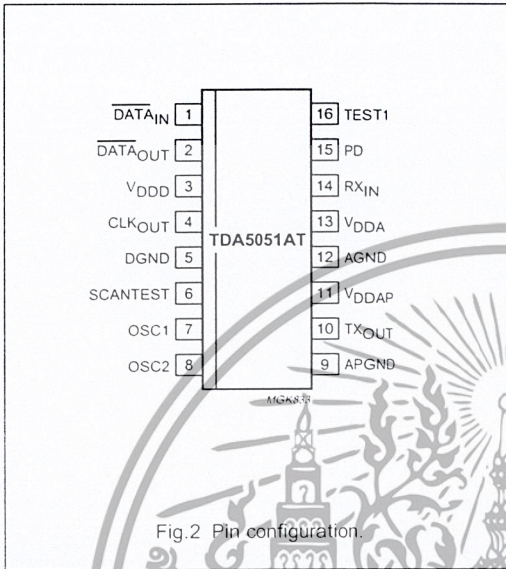 DATAIN 1
DATAOUT 2
VDDD 3
CLKOUT 4
DGND 5
SCANTEST 6
OSC1 7
OSC2 8
TDA5051AT
16 TEST1
15 PD
14 RXIN
13 VDDA
12 AGND
11 VDDAP
10 TXOUT
9 APGND
MGK833
Fig.2 Pin configuration.